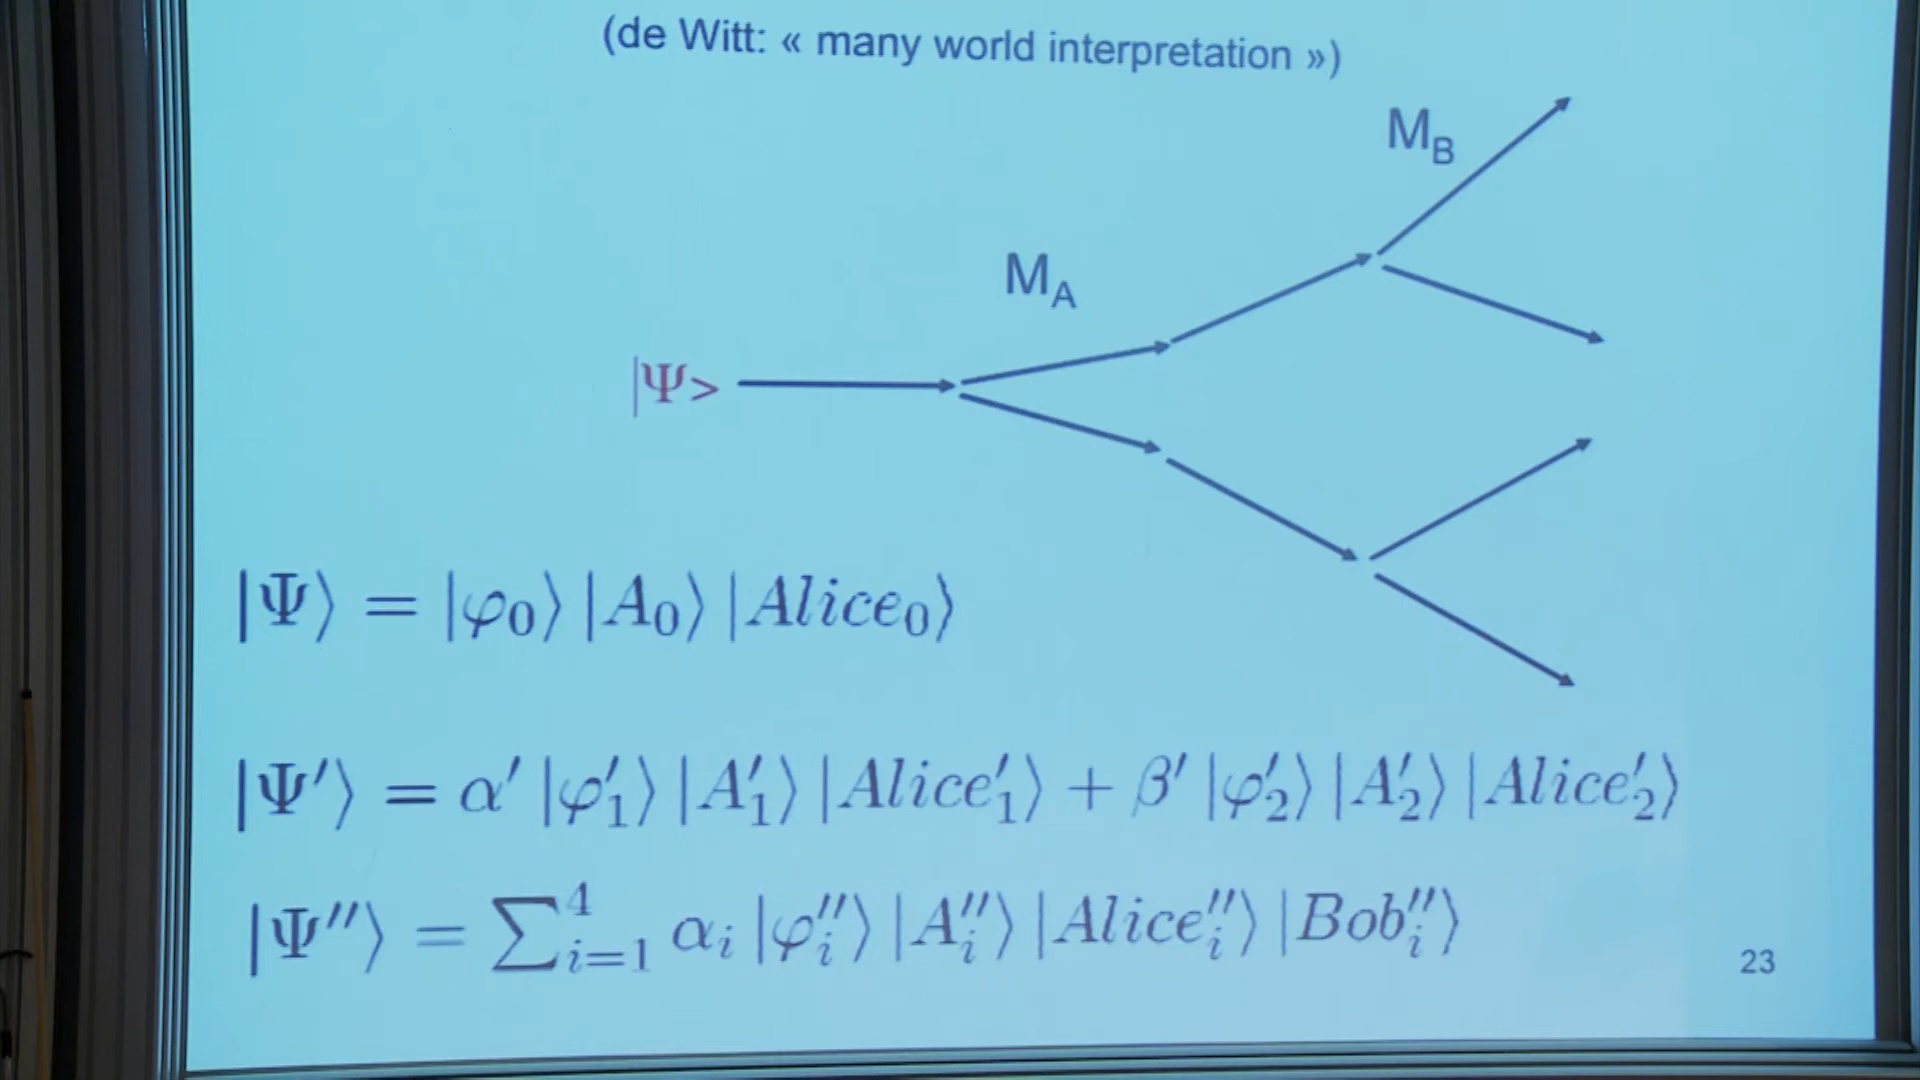 (de Witt: « many world interpretation »)
M_B
M_A
|Ψ>
|Ψ⟩ = |φ₀⟩ |A₀⟩ |Alice₀⟩
|Ψ′⟩ = α′ |φ′₁⟩ |A′₁⟩ |Alice′₁⟩ + β′ |φ′₂⟩ |A′₂⟩ |Alice′₂⟩
|Ψ″⟩ = ∑⁴ᵢ₌₁ αᵢ |φ″ᵢ⟩ |A″ᵢ⟩ |Alice″ᵢ⟩ |Bob″ᵢ⟩
23